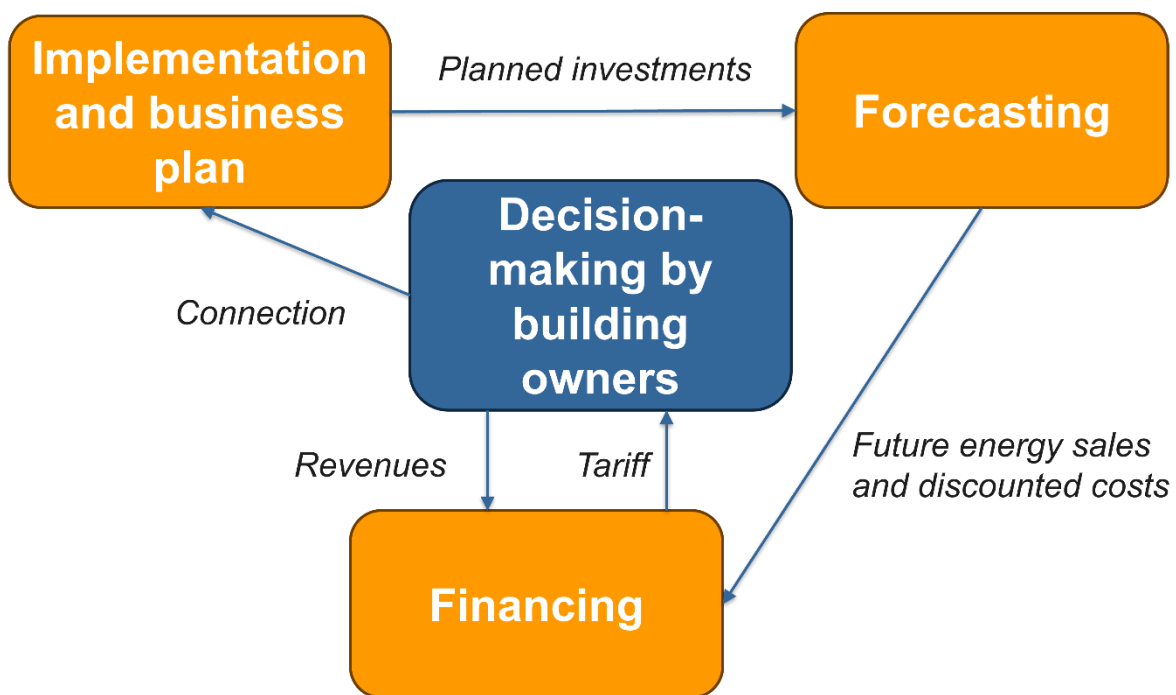 Implementation
and business
plan
Planned investments
Forecasting
Decision-
making by
building
owners
Connection
Revenues
Tariff
Future energy sales
and discounted costs
Financing